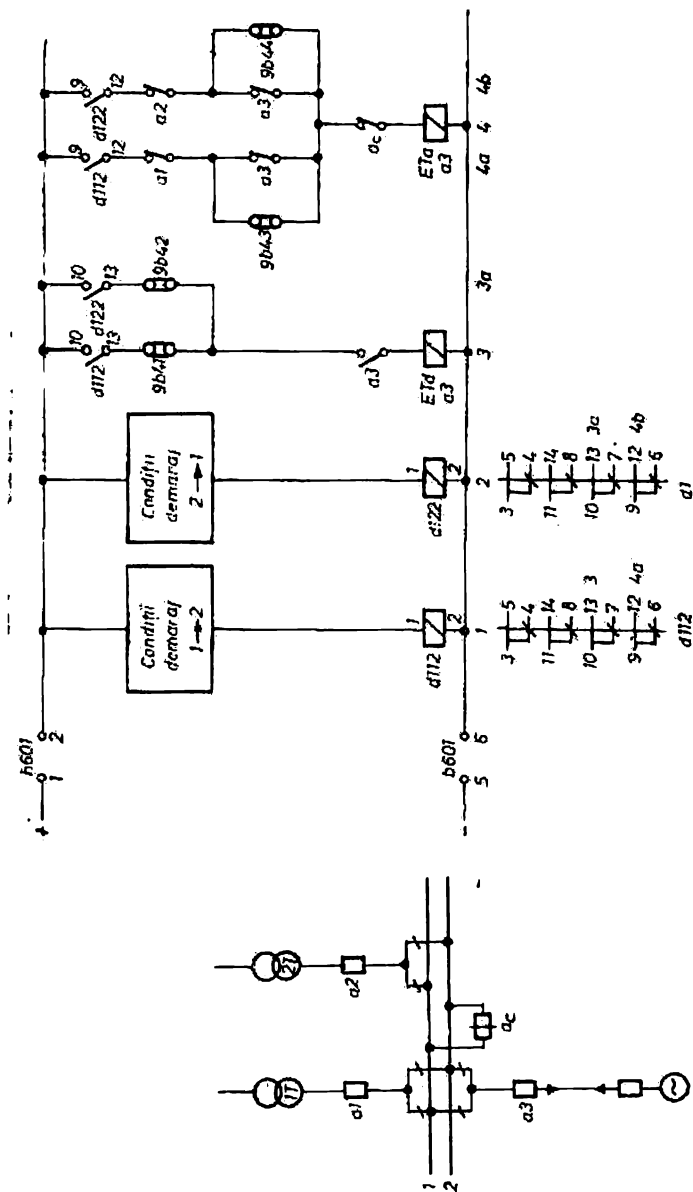 +
1
2
h601
Condiții
demaraj
1→2
Condiții
demaraj
2→1
10
d112
13
9b41
10
d122
13
9b42
9
d112
12
a1
a3
9b43
9
d122
12
a2
a3
9b44
a3
ac
d112
1
2
d122
1
2
ETd
a3
ETa
a3
-
5
6
b601
1
2
3
3a
4a
4
4b
3 5
4
11 14
8
10 13 3
7
9 12 4a
6
d112
3 5
4
11 14
8
10 13 3a
7
9 12 4b
6
a1
1T
a1
2T
a2
1
2
ac
a3
~